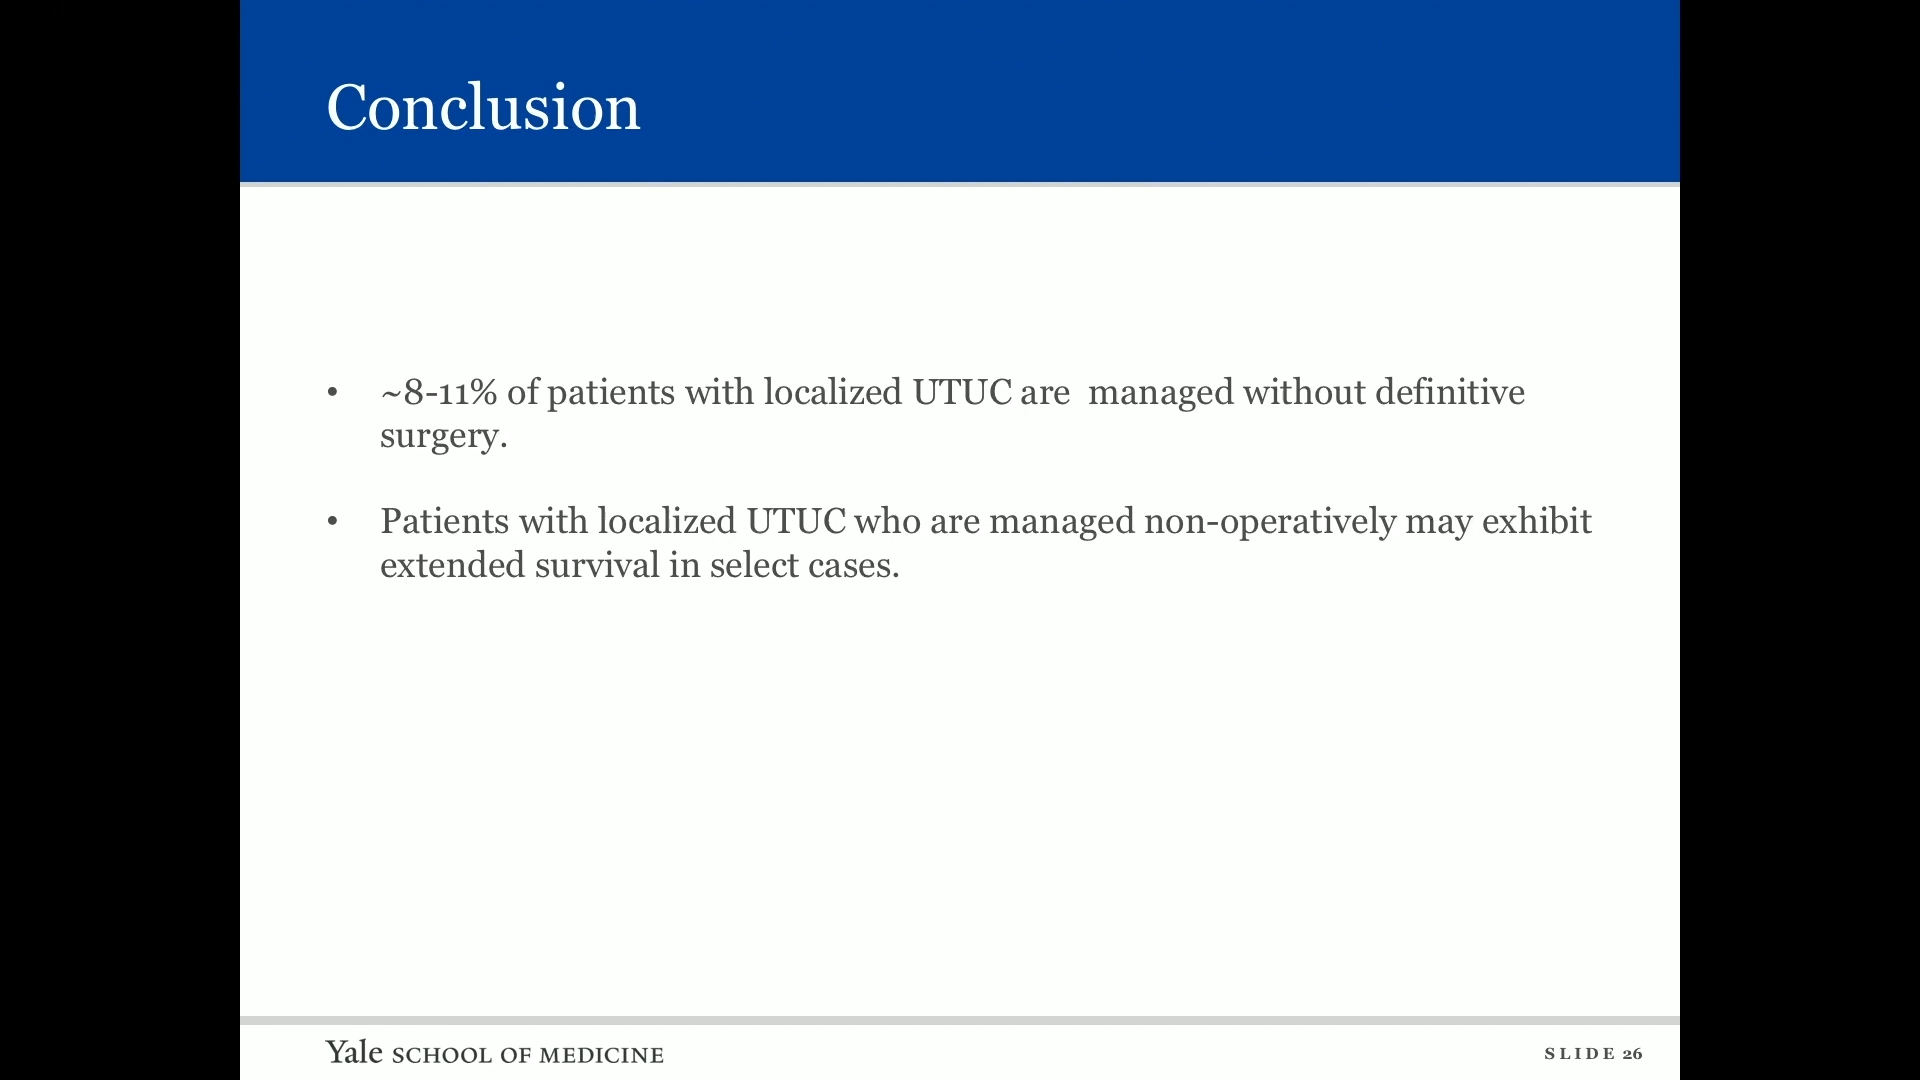 Conclusion
• ~8-11% of patients with localized UTUC are  managed without definitive
surgery.
• Patients with localized UTUC who are managed non-operatively may exhibit
extended survival in select cases.
Yale SCHOOL OF MEDICINE
SLIDE 26